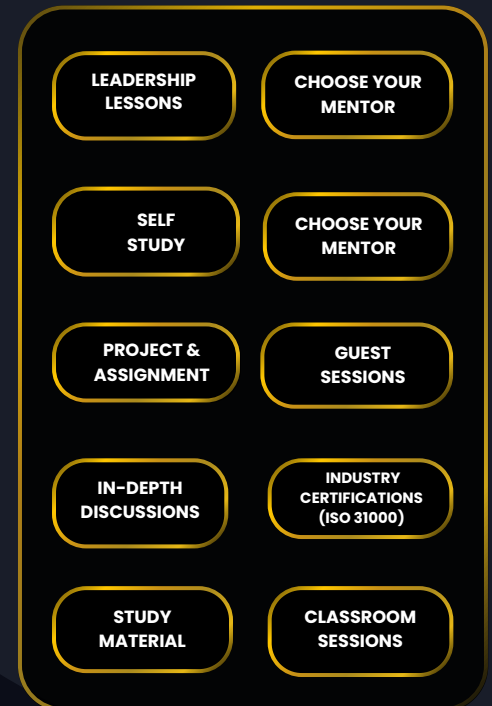 LEADERSHIP
LESSONS
CHOOSE YOUR
MENTOR
SELF
STUDY
CHOOSE YOUR
MENTOR
PROJECT &
ASSIGNMENT
GUEST
SESSIONS
IN-DEPTH
DISCUSSIONS
INDUSTRY
CERTIFICATIONS
(ISO 31000)
STUDY
MATERIAL
CLASSROOM
SESSIONS